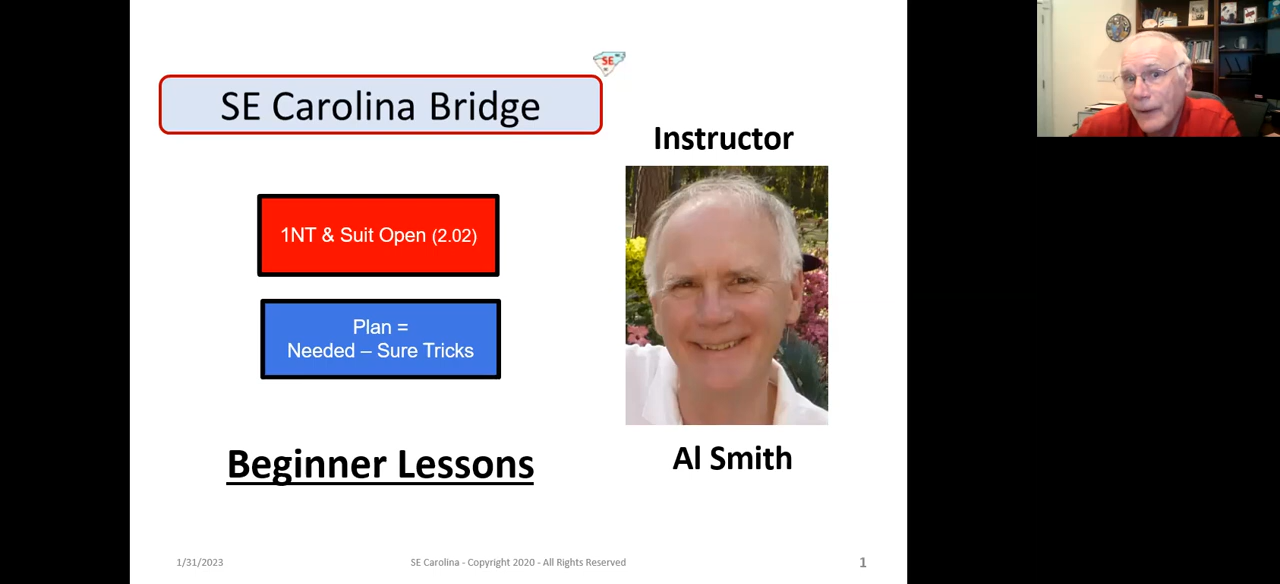 SE
SE Carolina Bridge
Instructor
1NT & Suit Open (2.02)
Plan =
Needed – Sure Tricks
Beginner Lessons
Al Smith
1/31/2023
SE Carolina - Copyright 2020 - All Rights Reserved
1